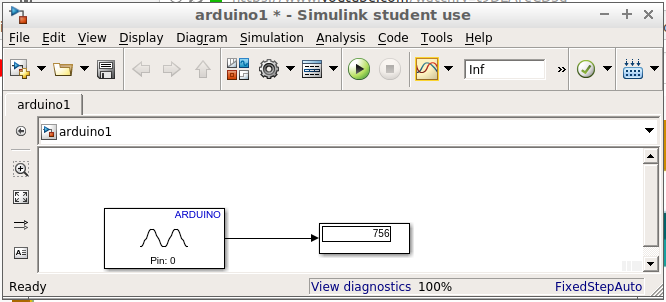 arduino1 * - Simulink student use
File Edit View Display Diagram Simulation Analysis Code Tools Help
Inf »
arduino1
arduino1
ARDUINO
756
Pin: 0
Ready View diagnostics 100% FixedStepAuto